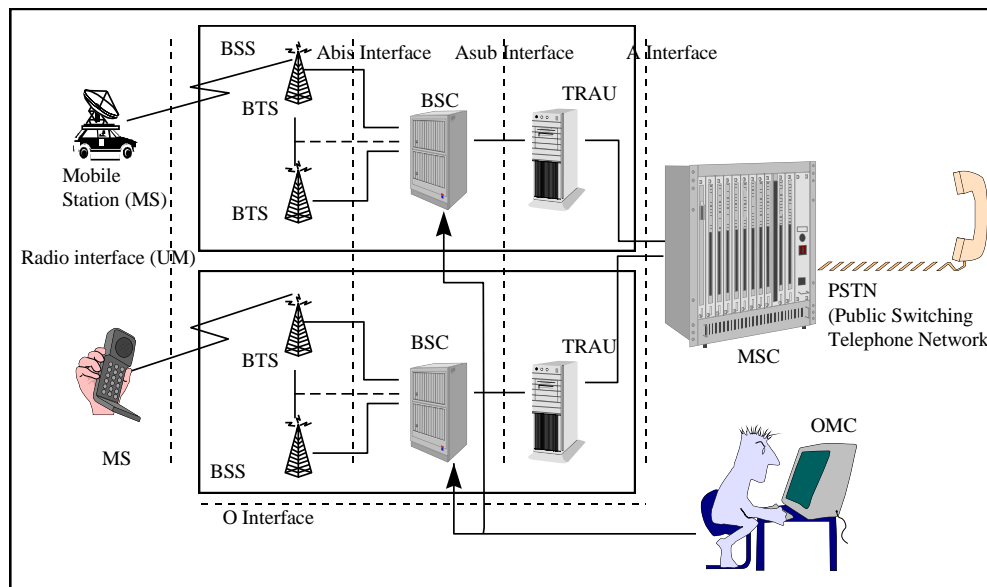 BSS
Abis Interface
Asub Interface
A Interface
BTS
BSC
TRAU
Mobile
Station (MS)
BTS
Radio interface (UM)
PSTN
(Public Switching
Telephone Network
MSC
BTS
BSC
TRAU
MS
BSS
OMC
O Interface